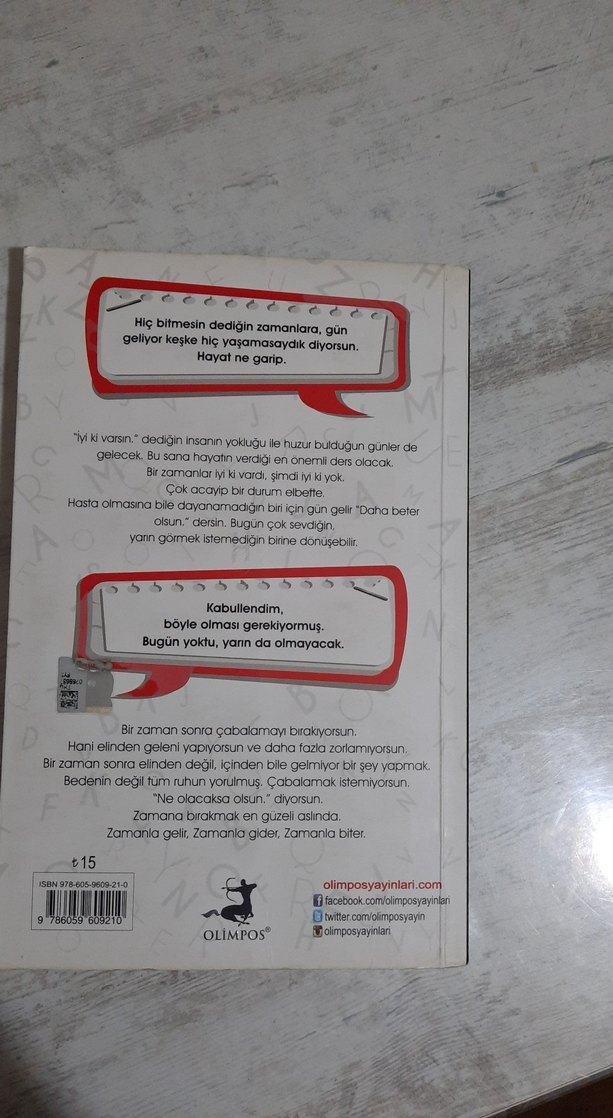 Hiç bitmesin dediğin zamanlara, gün
geliyor keşke hiç yaşamasaydık diyorsun.
Hayat ne garip.
"İyi ki varsın." dediğin insanın yokluğu ile huzur bulduğun günler de
gelecek. Bu sana hayatın verdiği en önemli ders olacak.
Bir zamanlar iyi ki vardı, şimdi iyi ki yok.
Çok acayip bir durum elbette.
Hasta olmasına bile dayanamadığın biri için gün gelir "Daha beter
olsun." dersin. Bugün çok sevdiğin,
yarın görmek istemediğin birine dönüşebilir.
Kabullendim,
böyle olması gerekiyormuş.
Bugün yoktu, yarın da olmayacak.
Bir zaman sonra çabalamayı bırakıyorsun.
Hani elinden geleni yapıyorsun ve daha fazla zorlamıyorsun.
Bir zaman sonra elinden değil, içinden bile gelmiyor bir şey yapmak.
Bedenin değil tüm ruhun yorulmuş. Çabalamak istemiyorsun.
"Ne olacaksa olsun." diyorsun.
Zamana bırakmak en güzeli aslında.
Zamanla gelir, Zamanla gider, Zamanla biter.
₺ 15
ISBN 978-605-9609-21-0
9 786059 609210
OLİMPOS®
olimposyayinlari.com
facebook.com/olimposyayinlari
twitter.com/olimposyayin
olimposyayinlari